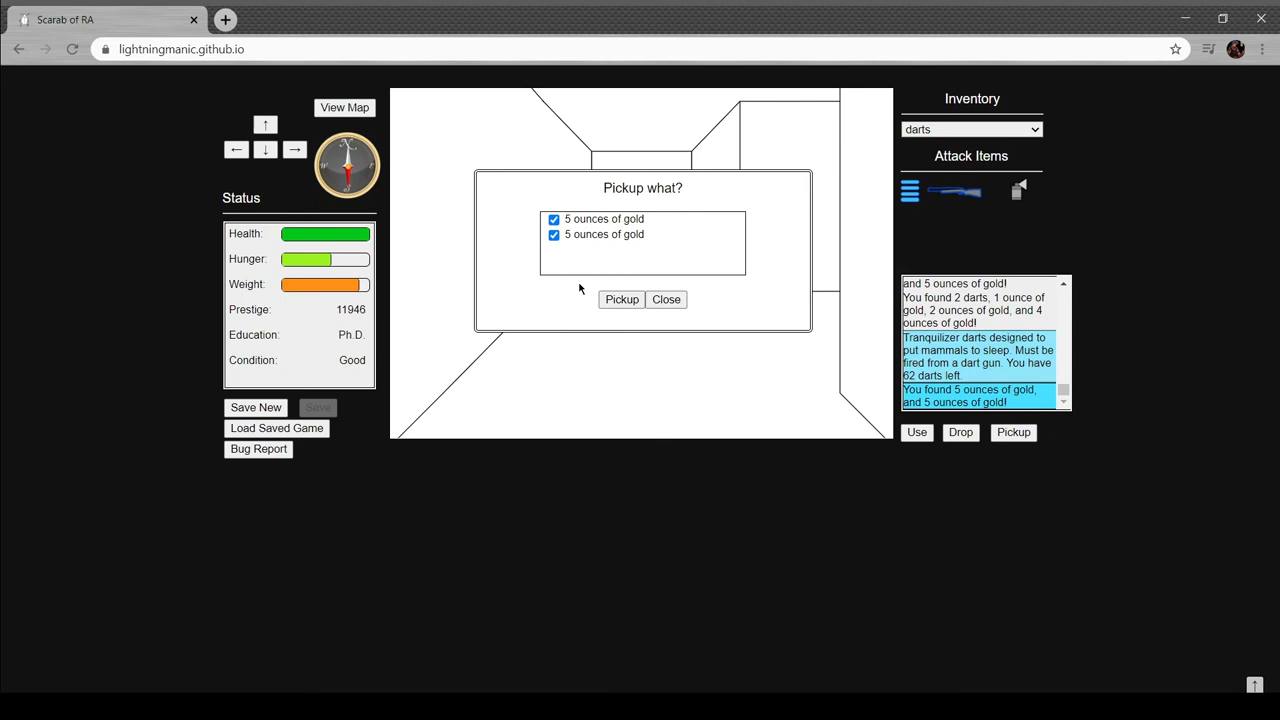 Scarab of RA
lightningmanic.github.io
View Map
Status
Health:
Hunger:
Weight:
Prestige: 11946
Education: Ph.D.
Condition: Good
Save New Save
Load Saved Game
Bug Report
Pickup what?
5 ounces of gold
5 ounces of gold
Pickup Close
Inventory
darts
Attack Items
and 5 ounces of gold!
You found 2 darts, 1 ounce of
gold, 2 ounces of gold, and 4
ounces of gold!
Tranquilizer darts designed to
put mammals to sleep. Must be
fired from a dart gun. You have
62 darts left.
You found 5 ounces of gold,
and 5 ounces of gold!
Use Drop Pickup